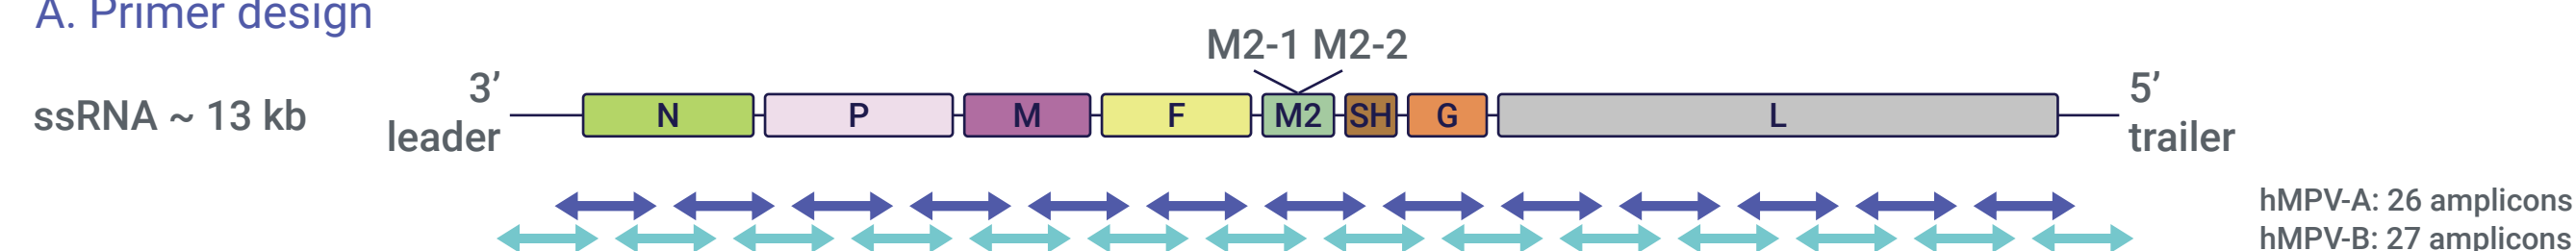 A. Primer design
M2-1 M2-2
3’
leader
ssRNA ~ 13 kb
N P M F M2 SH G L
5’
trailer
hMPV-A: 26 amplicons
hMPV-B: 27 amplicons